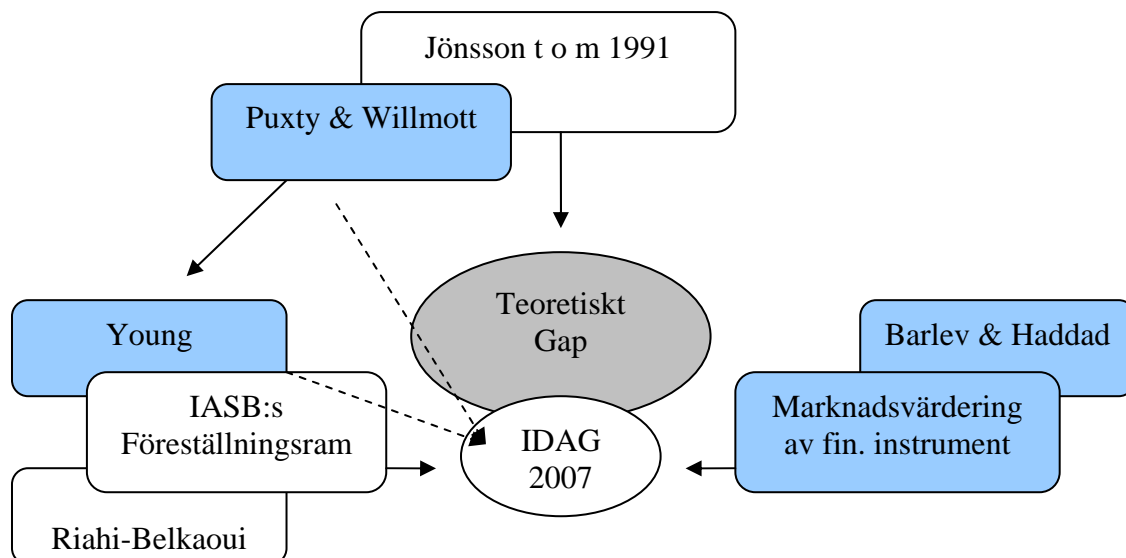 Jönsson t o m 1991
Puxty & Willmott
Teoretiskt
Gap
Young
Barlev & Haddad
IASB:s
Föreställningsram
Marknadsvärdering
av fin. instrument
IDAG
2007
Riahi-Belkaoui